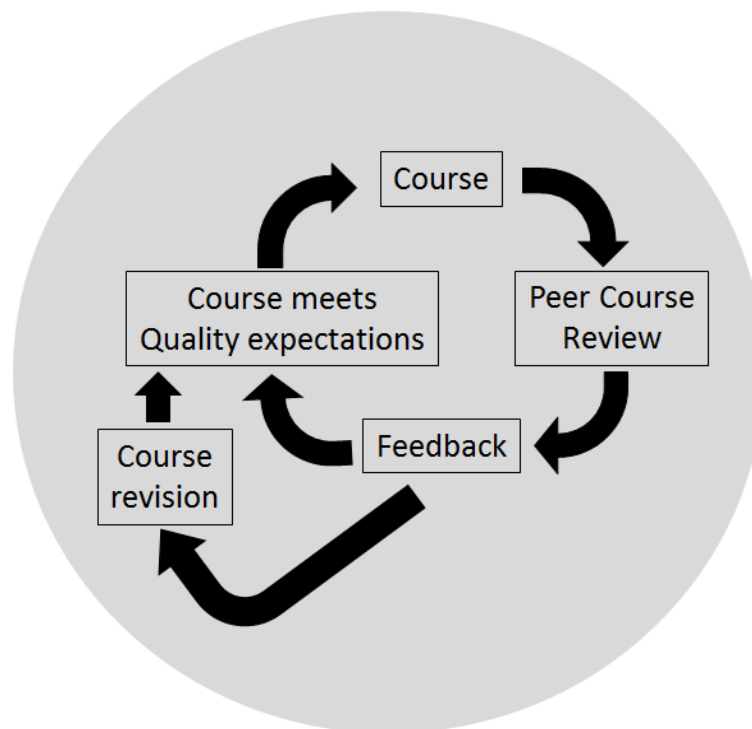 Course
Course meets
Quality expectations
Peer Course
Review
Feedback
Course
revision